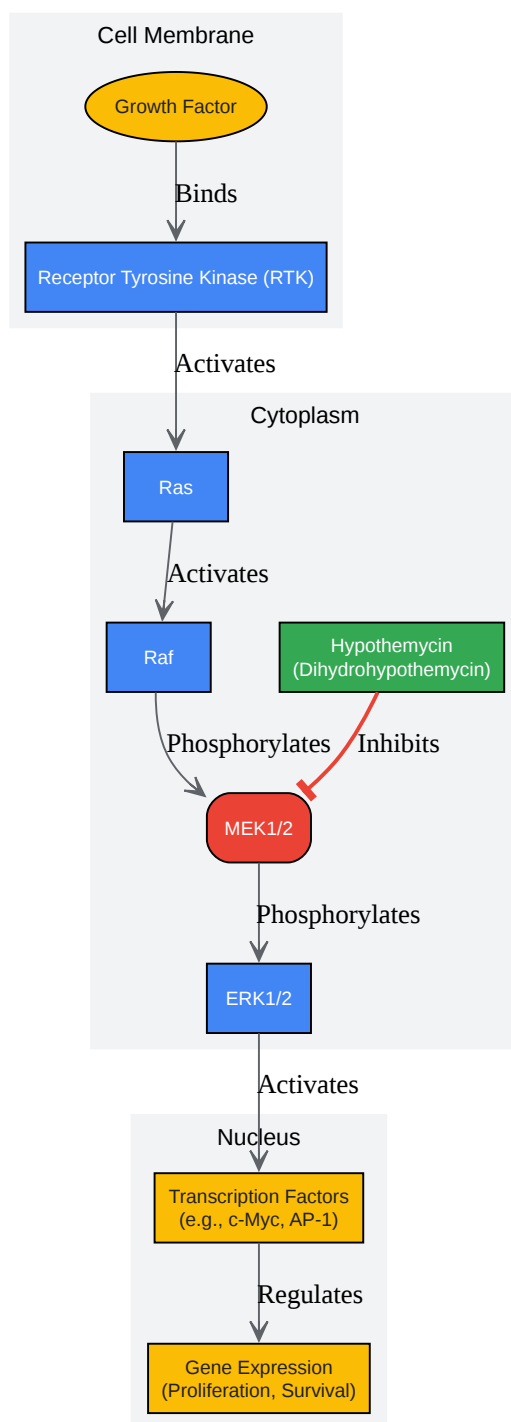 Cell Membrane
Growth Factor
Binds
Receptor Tyrosine Kinase (RTK)
Activates
Cytoplasm
Ras
Activates
Raf
Hypothemycin
(Dihydrohypothemycin)
Phosphorylates
Inhibits
MEK1/2
Phosphorylates
ERK1/2
Activates
Nucleus
Transcription Factors
(e.g., c-Myc, AP-1)
Regulates
Gene Expression
(Proliferation, Survival)